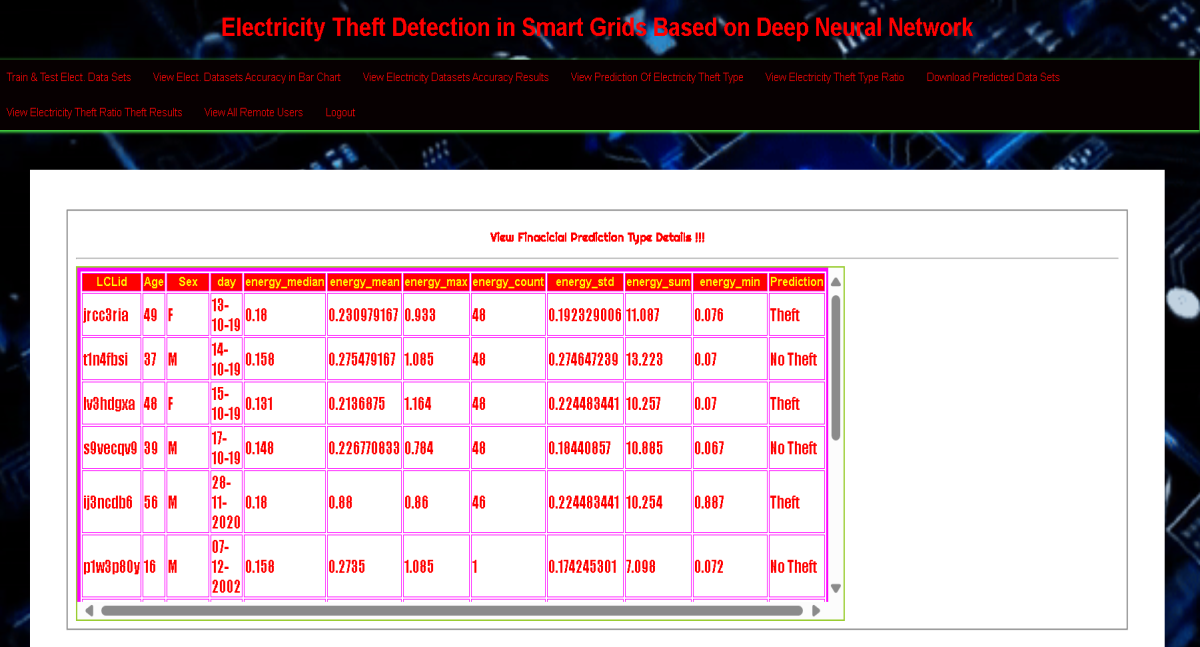 Electricity Theft Detection in Smart Grids Based on Deep Neural Network
Train & Test Elect. Data Sets View Elect. Datasets Accuracy in Bar Chart View Electricity Datasets Accuracy Results View Prediction Of Electricity Theft Type View Electricity Theft Type Ratio Download Predicted Data Sets
View Electricity Theft Ratio Theft Results View All Remote Users Logout
View Finacicial Prediction Type Details !!!
LCLid Age Sex day energy_median energy_mean energy_max energy_count energy_std energy_sum energy_min Prediction
jrcc3ria 49 F 13-10-19 0.18 0.230979167 0.933 48 0.192329006 11.087 0.076 Theft
t1n4fbsi 37 M 14-10-19 0.158 0.275479167 1.085 48 0.274647239 13.223 0.07 No Theft
lv3hdgxa 48 F 15-10-19 0.131 0.2136875 1.164 48 0.224483441 10.257 0.07 Theft
s9vecqv9 39 M 17-10-19 0.148 0.226770833 0.784 48 0.18440857 10.885 0.067 No Theft
ij3ncdb6 56 M 28-11-2020 0.18 0.88 0.86 46 0.224483441 10.254 0.887 Theft
p1w3p80y 16 M 07-12-2002 0.158 0.2735 1.085 1 0.174245301 7.098 0.072 No Theft